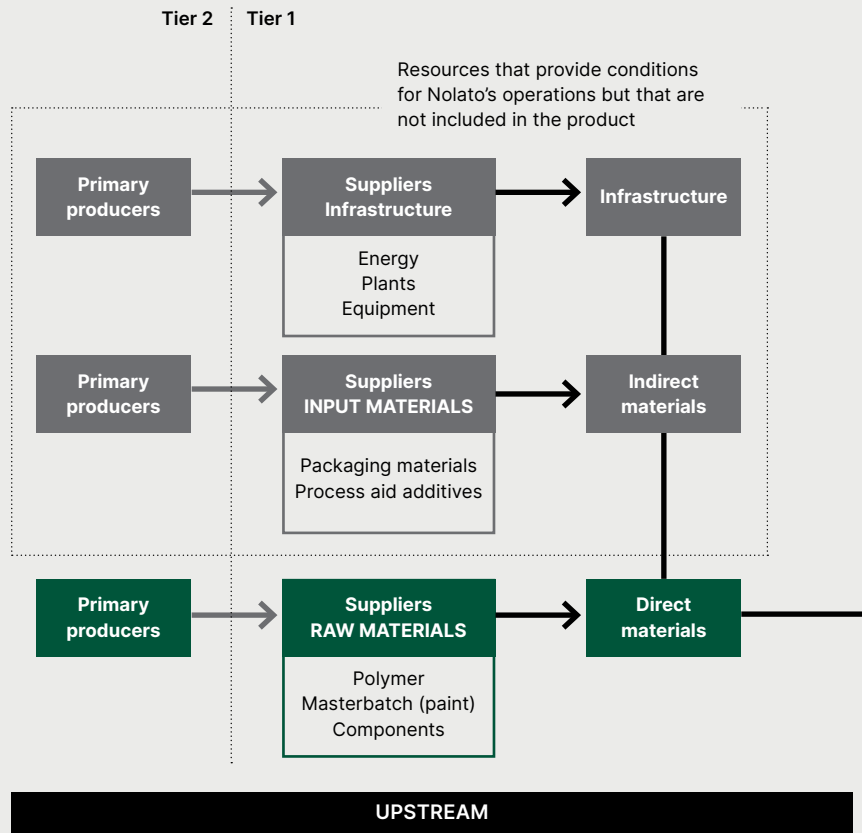 Tier 2
Tier 1
Resources that provide conditions
for Nolato’s operations but that are
not included in the product
Primary
producers
Suppliers
Infrastructure
Infrastructure
Energy
Plants
Equipment
Primary
producers
Suppliers
INPUT MATERIALS
Indirect
materials
Packaging materials
Process aid additives
Primary
producers
Suppliers
RAW MATERIALS
Direct
materials
Polymer
Masterbatch (paint)
Components
UPSTREAM